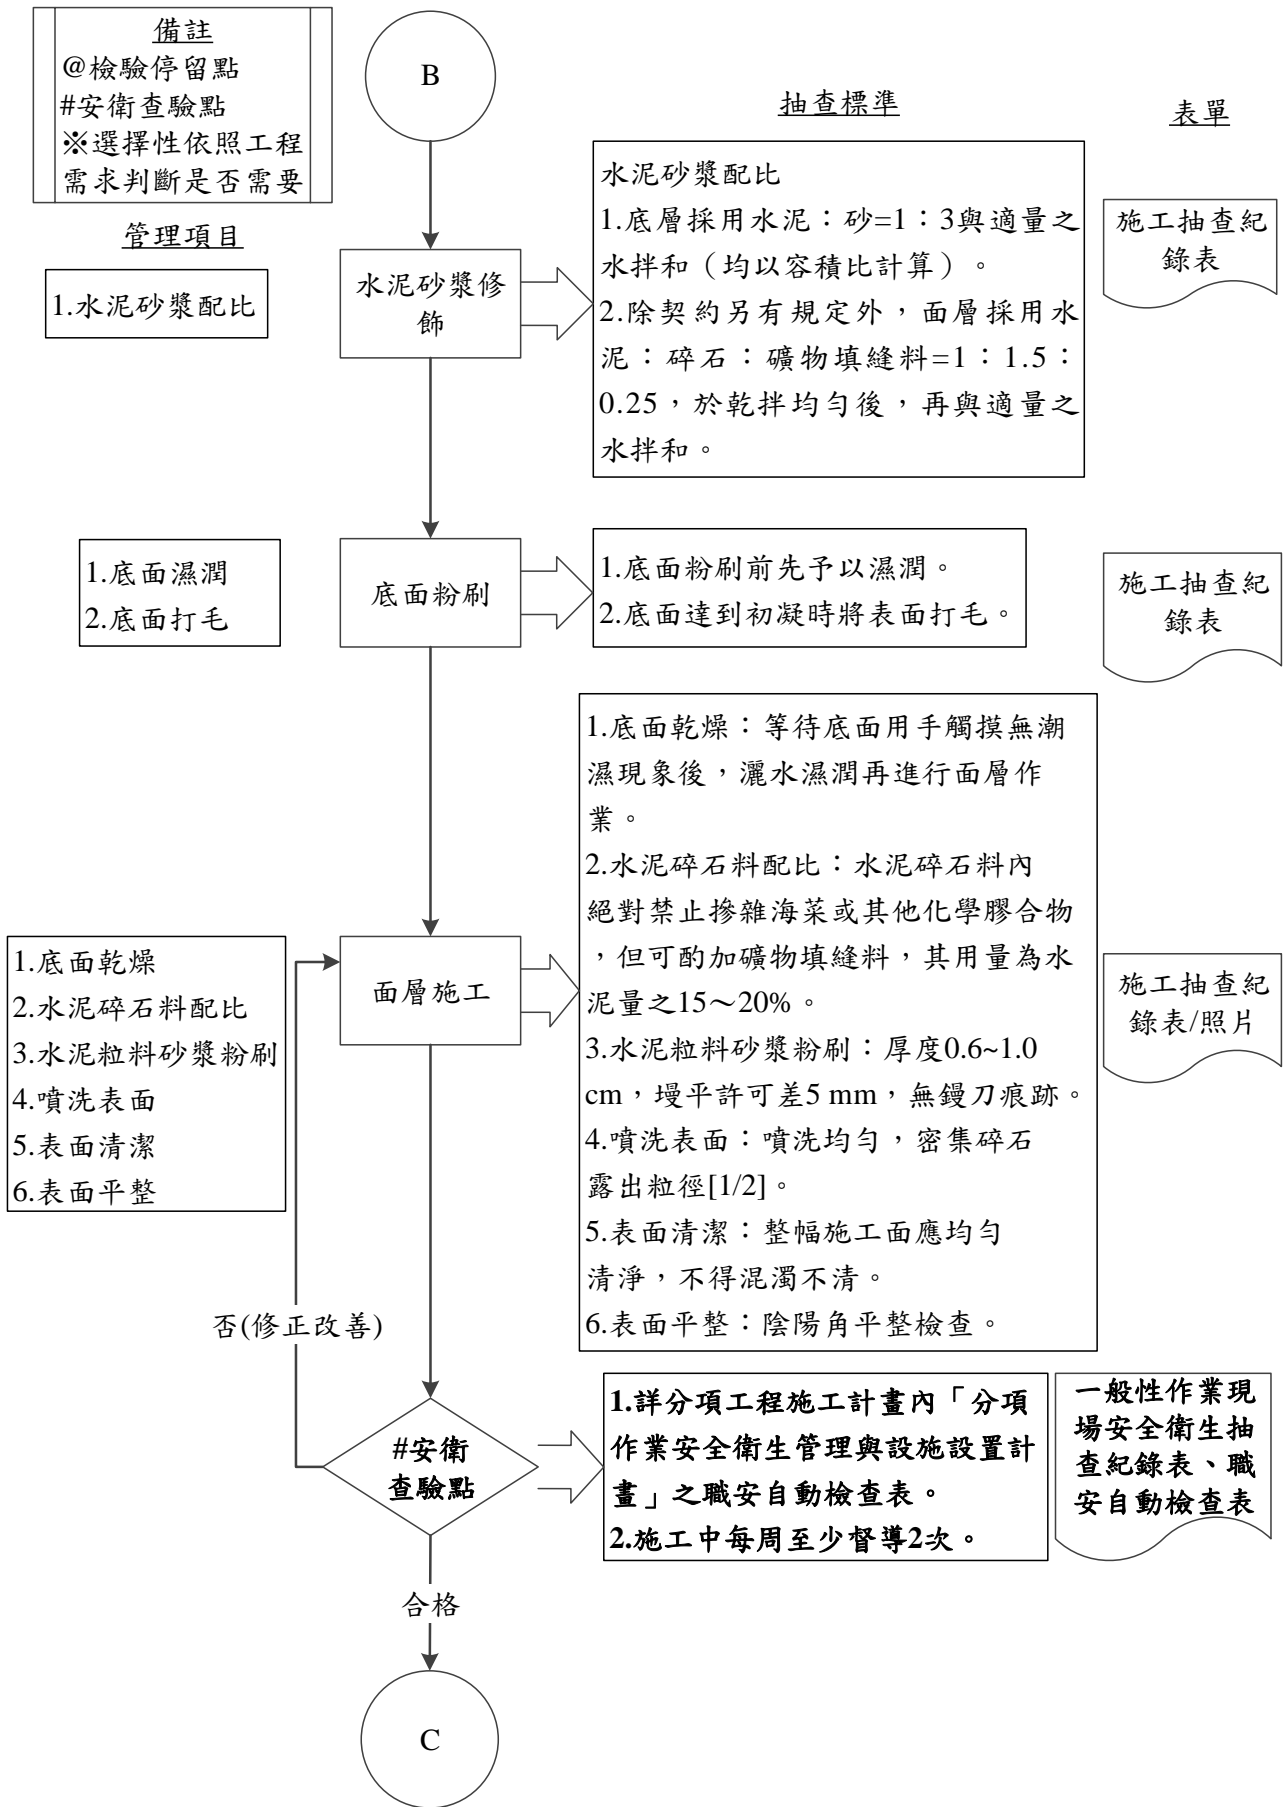 備註
@檢驗停留點
#安衛查驗點
※選擇性依照工程
需求判斷是否需要
B
抽查標準
表單
管理項目
1.水泥砂漿配比
水泥砂漿修
飾
水泥砂漿配比
1.底層採用水泥：砂=1：3與適量之
水拌和（均以容積比計算）。
2.除契約另有規定外，面層採用水
泥：碎石：礦物填縫料=1：1.5：
0.25，於乾拌均勻後，再與適量之
水拌和。
施工抽查紀
錄表
1.底面濕潤
2.底面打毛
底面粉刷
1.底面粉刷前先予以濕潤。
2.底面達到初凝時將表面打毛。
施工抽查紀
錄表
1.底面乾燥
2.水泥碎石料配比
3.水泥粒料砂漿粉刷
4.噴洗表面
5.表面清潔
6.表面平整
面層施工
1.底面乾燥：等待底面用手觸摸無潮
濕現象後，灑水濕潤再進行面層作
業。
2.水泥碎石料配比：水泥碎石料內
絕對禁止摻雜海菜或其他化學膠合物
，但可酌加礦物填縫料，其用量為水
泥量之15～20%。
3.水泥粒料砂漿粉刷：厚度0.6~1.0
cm，墁平許可差5 mm，無鏝刀痕跡。
4.噴洗表面：噴洗均勻，密集碎石
露出粒徑[1/2]。
5.表面清潔：整幅施工面應均勻
清淨，不得混濁不清。
6.表面平整：陰陽角平整檢查。
施工抽查紀
錄表/照片
否(修正改善)
#安衛
查驗點
1.詳分項工程施工計畫內「分項
作業安全衛生管理與設施設置計
畫」之職安自動檢查表。
2.施工中每周至少督導2次。
一般性作業現
場安全衛生抽
查紀錄表、職
安自動檢查表
合格
C